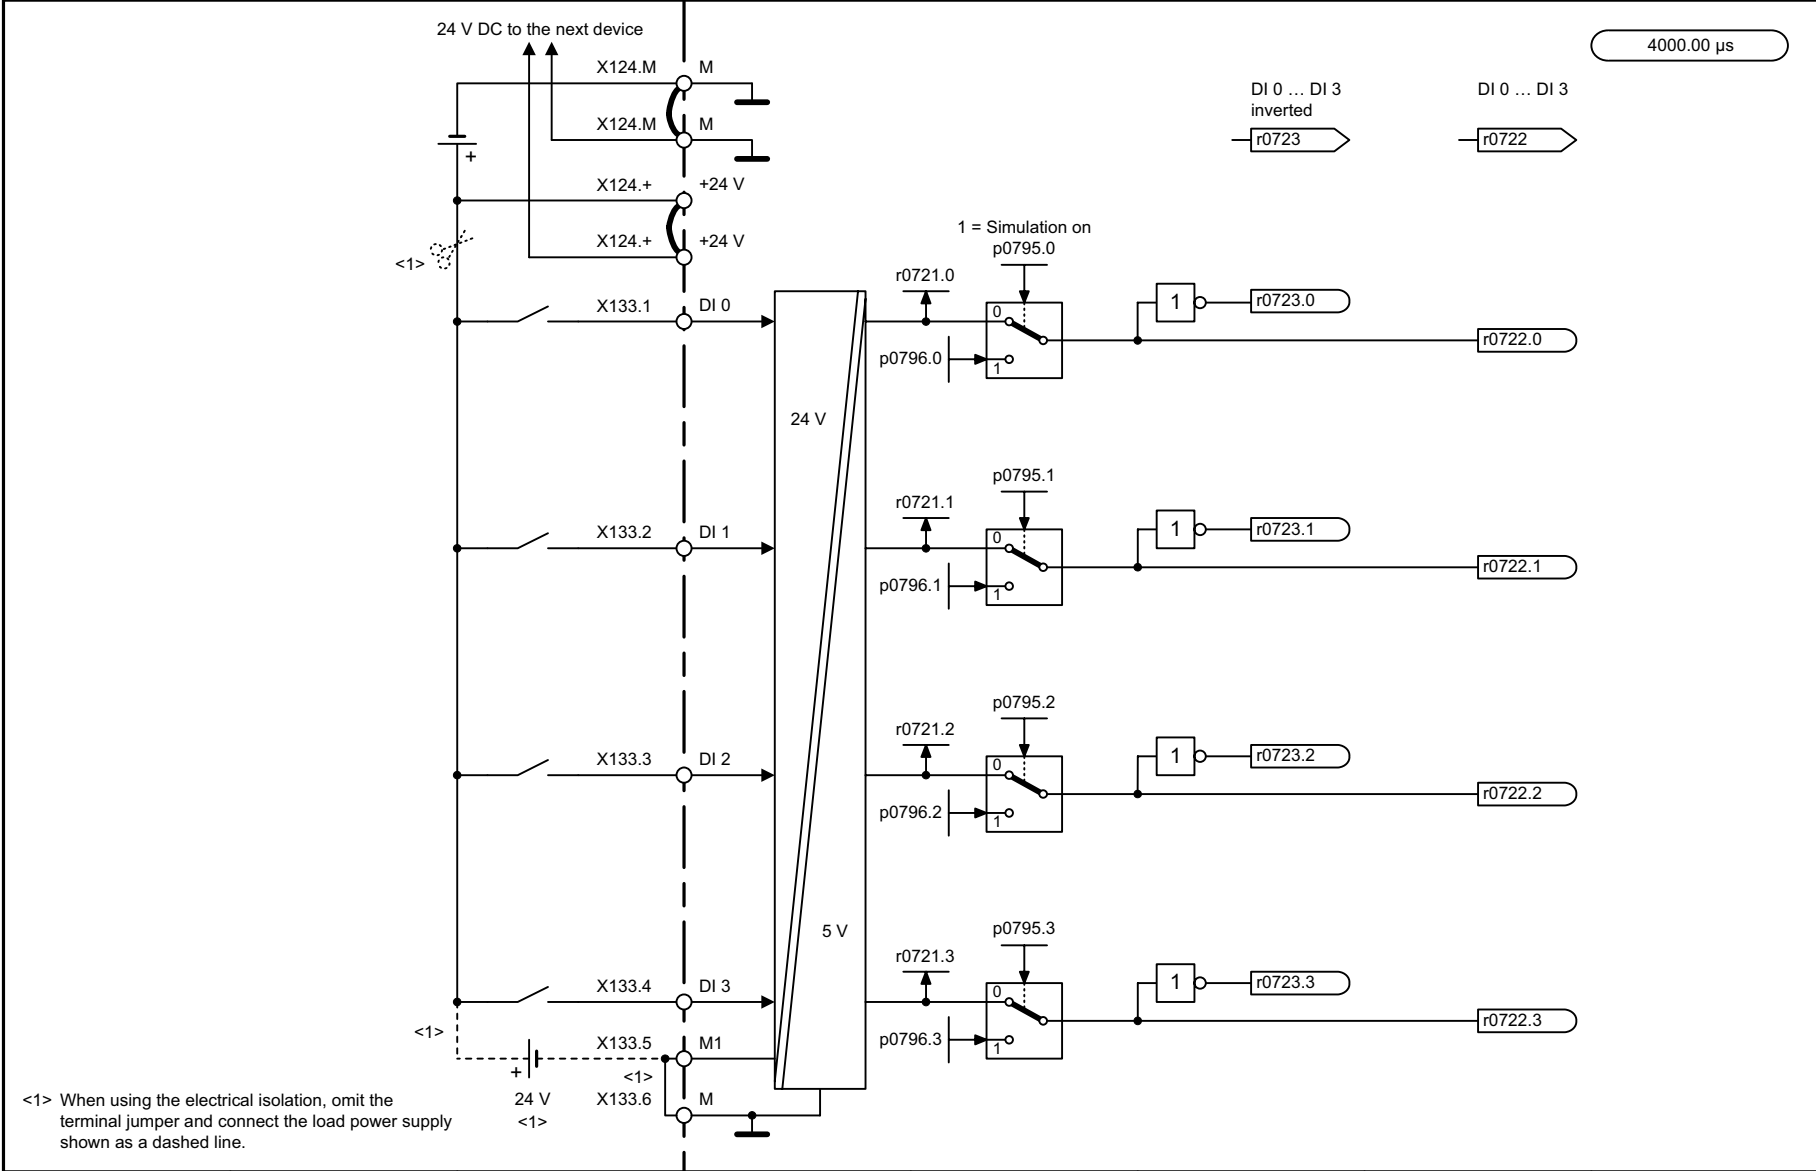 24 V DC to the next device
4000.00 µs
X124.M M
DI 0 … DI 3
inverted
DI 0 … DI 3
X124.M M
r0723
r0722
+
X124.+ +24 V
X124.+ +24 V
<1>
1 = Simulation on
p0795.0
r0721.0
X133.1 DI 0
0
1
r0723.0
r0722.0
p0796.0
1
24 V
p0795.1
r0721.1
X133.2 DI 1
0
1
r0723.1
r0722.1
p0796.1
1
p0795.2
r0721.2
X133.3 DI 2
0
1
r0723.2
r0722.2
p0796.2
1
5 V
p0795.3
r0721.3
X133.4 DI 3
0
1
r0723.3
r0722.3
p0796.3
1
<1>
X133.5 M1
+
<1>
24 V
<1>
X133.6 M
<1> When using the electrical isolation, omit the
terminal jumper and connect the load power supply
shown as a dashed line.